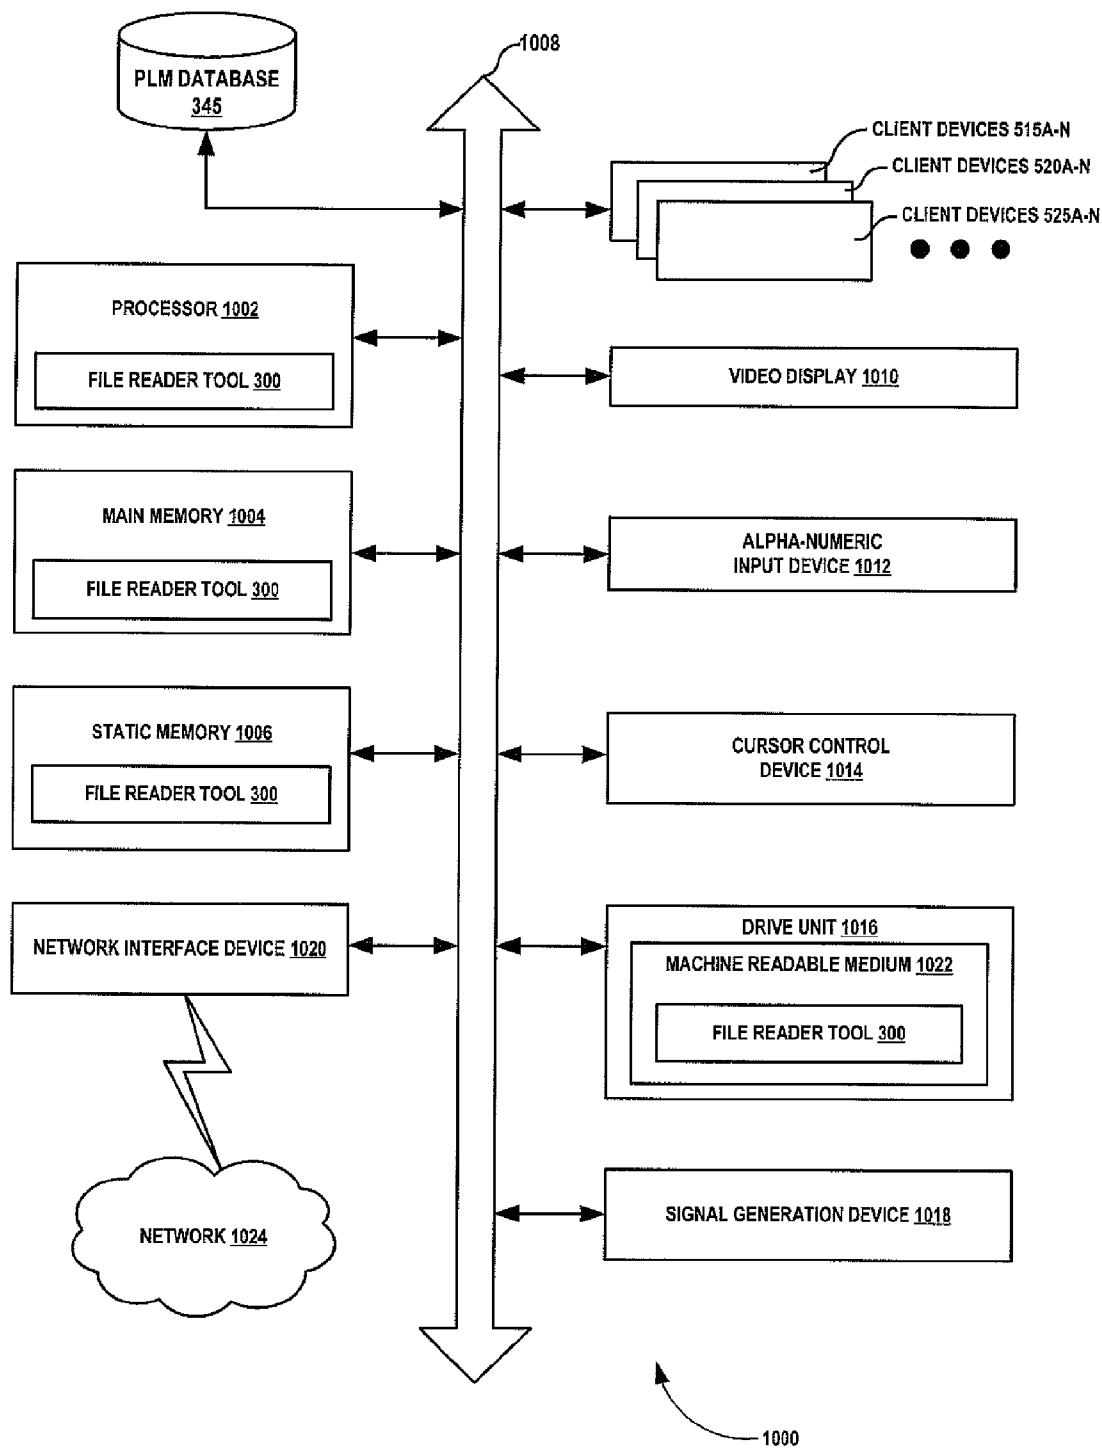 1008
PLM DATABASE
345
CLIENT DEVICES 515A-N
CLIENT DEVICES 520A-N
CLIENT DEVICES 525A-N
PROCESSOR 1002
FILE READER TOOL 300
VIDEO DISPLAY 1010
MAIN MEMORY 1004
FILE READER TOOL 300
ALPHA-NUMERIC
INPUT DEVICE 1012
STATIC MEMORY 1006
FILE READER TOOL 300
CURSOR CONTROL
DEVICE 1014
NETWORK INTERFACE DEVICE 1020
DRIVE UNIT 1016
MACHINE READABLE MEDIUM 1022
FILE READER TOOL 300
NETWORK 1024
SIGNAL GENERATION DEVICE 1018
1000